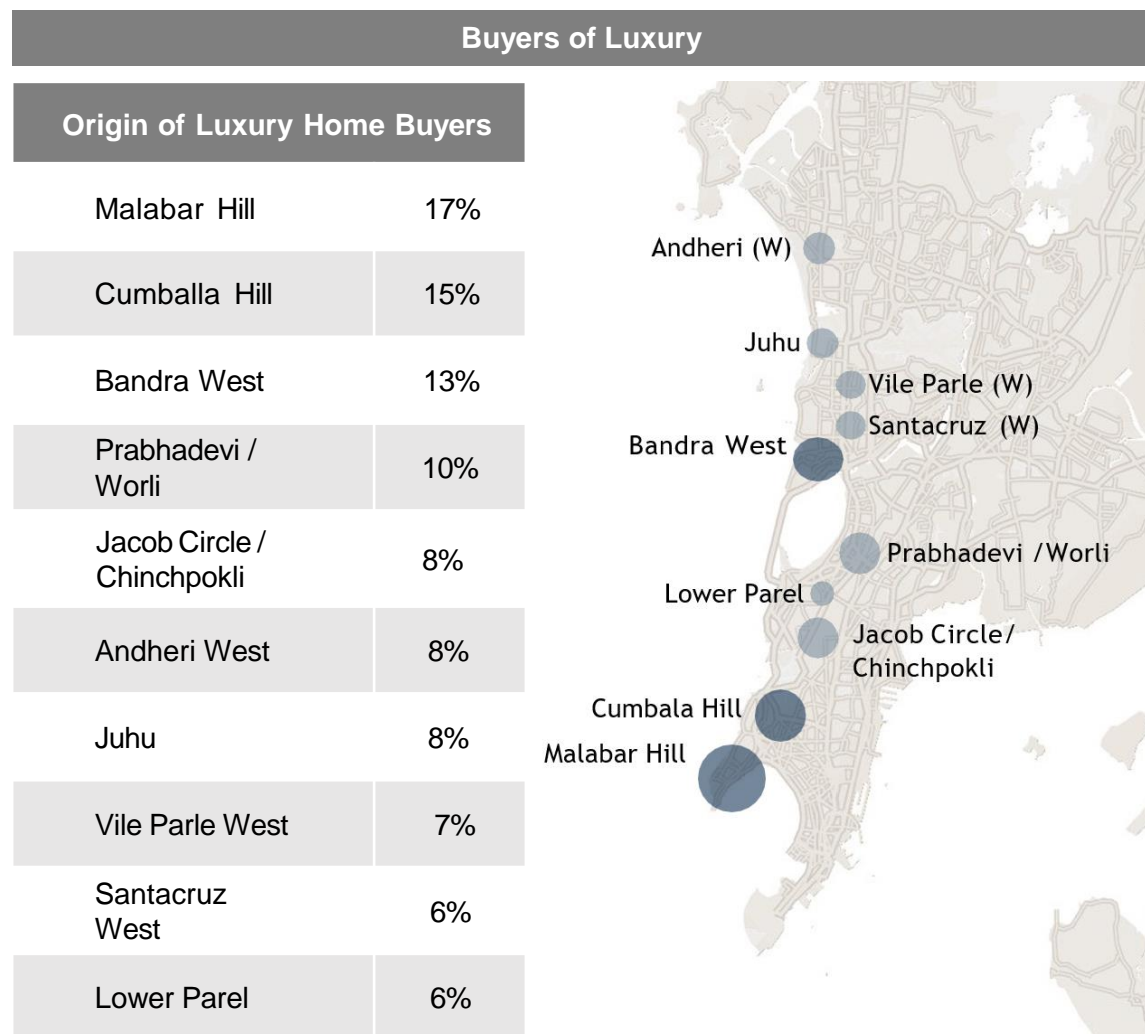 Buyers of Luxury
Origin of Luxury Home Buyers
Malabar Hill 17%
Cumballa Hill 15%
Bandra West 13%
Prabhadevi /
Worli 10%
Jacob Circle /
Chinchpokli 8%
Andheri West 8%
Juhu 8%
Vile Parle West 7%
Santacruz
West 6%
Lower Parel 6%
Andheri (W)
Juhu
Vile Parle (W)
Santacruz (W)
Bandra West
Prabhadevi /Worli
Lower Parel
Jacob Circle/
Chinchpokli
Cumbala Hill
Malabar Hill